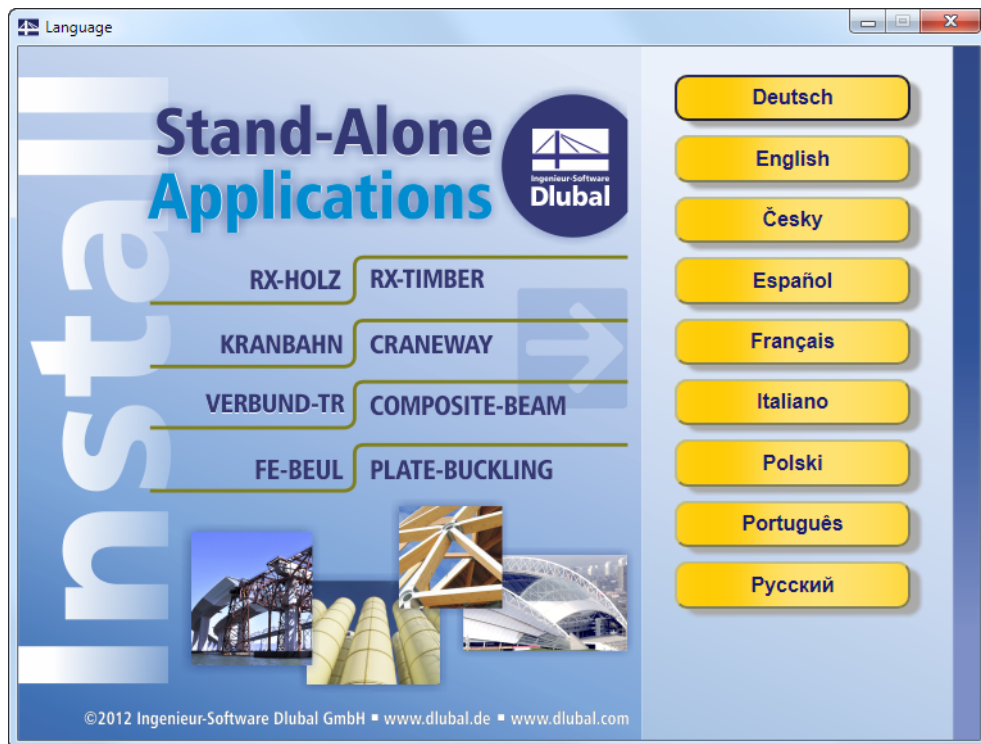 Language
Install
Stand-Alone
Applications
Ingenieur-Software
Dlubal
RX-HOLZ RX-TIMBER
KRANBAHN CRANEWAY
VERBUND-TR COMPOSITE-BEAM
FE-BEUL PLATE-BUCKLING
©2012 Ingenieur-Software Dlubal GmbH ▪ www.dlubal.de ▪ www.dlubal.com
Deutsch
English
Česky
Español
Français
Italiano
Polski
Português
Русский